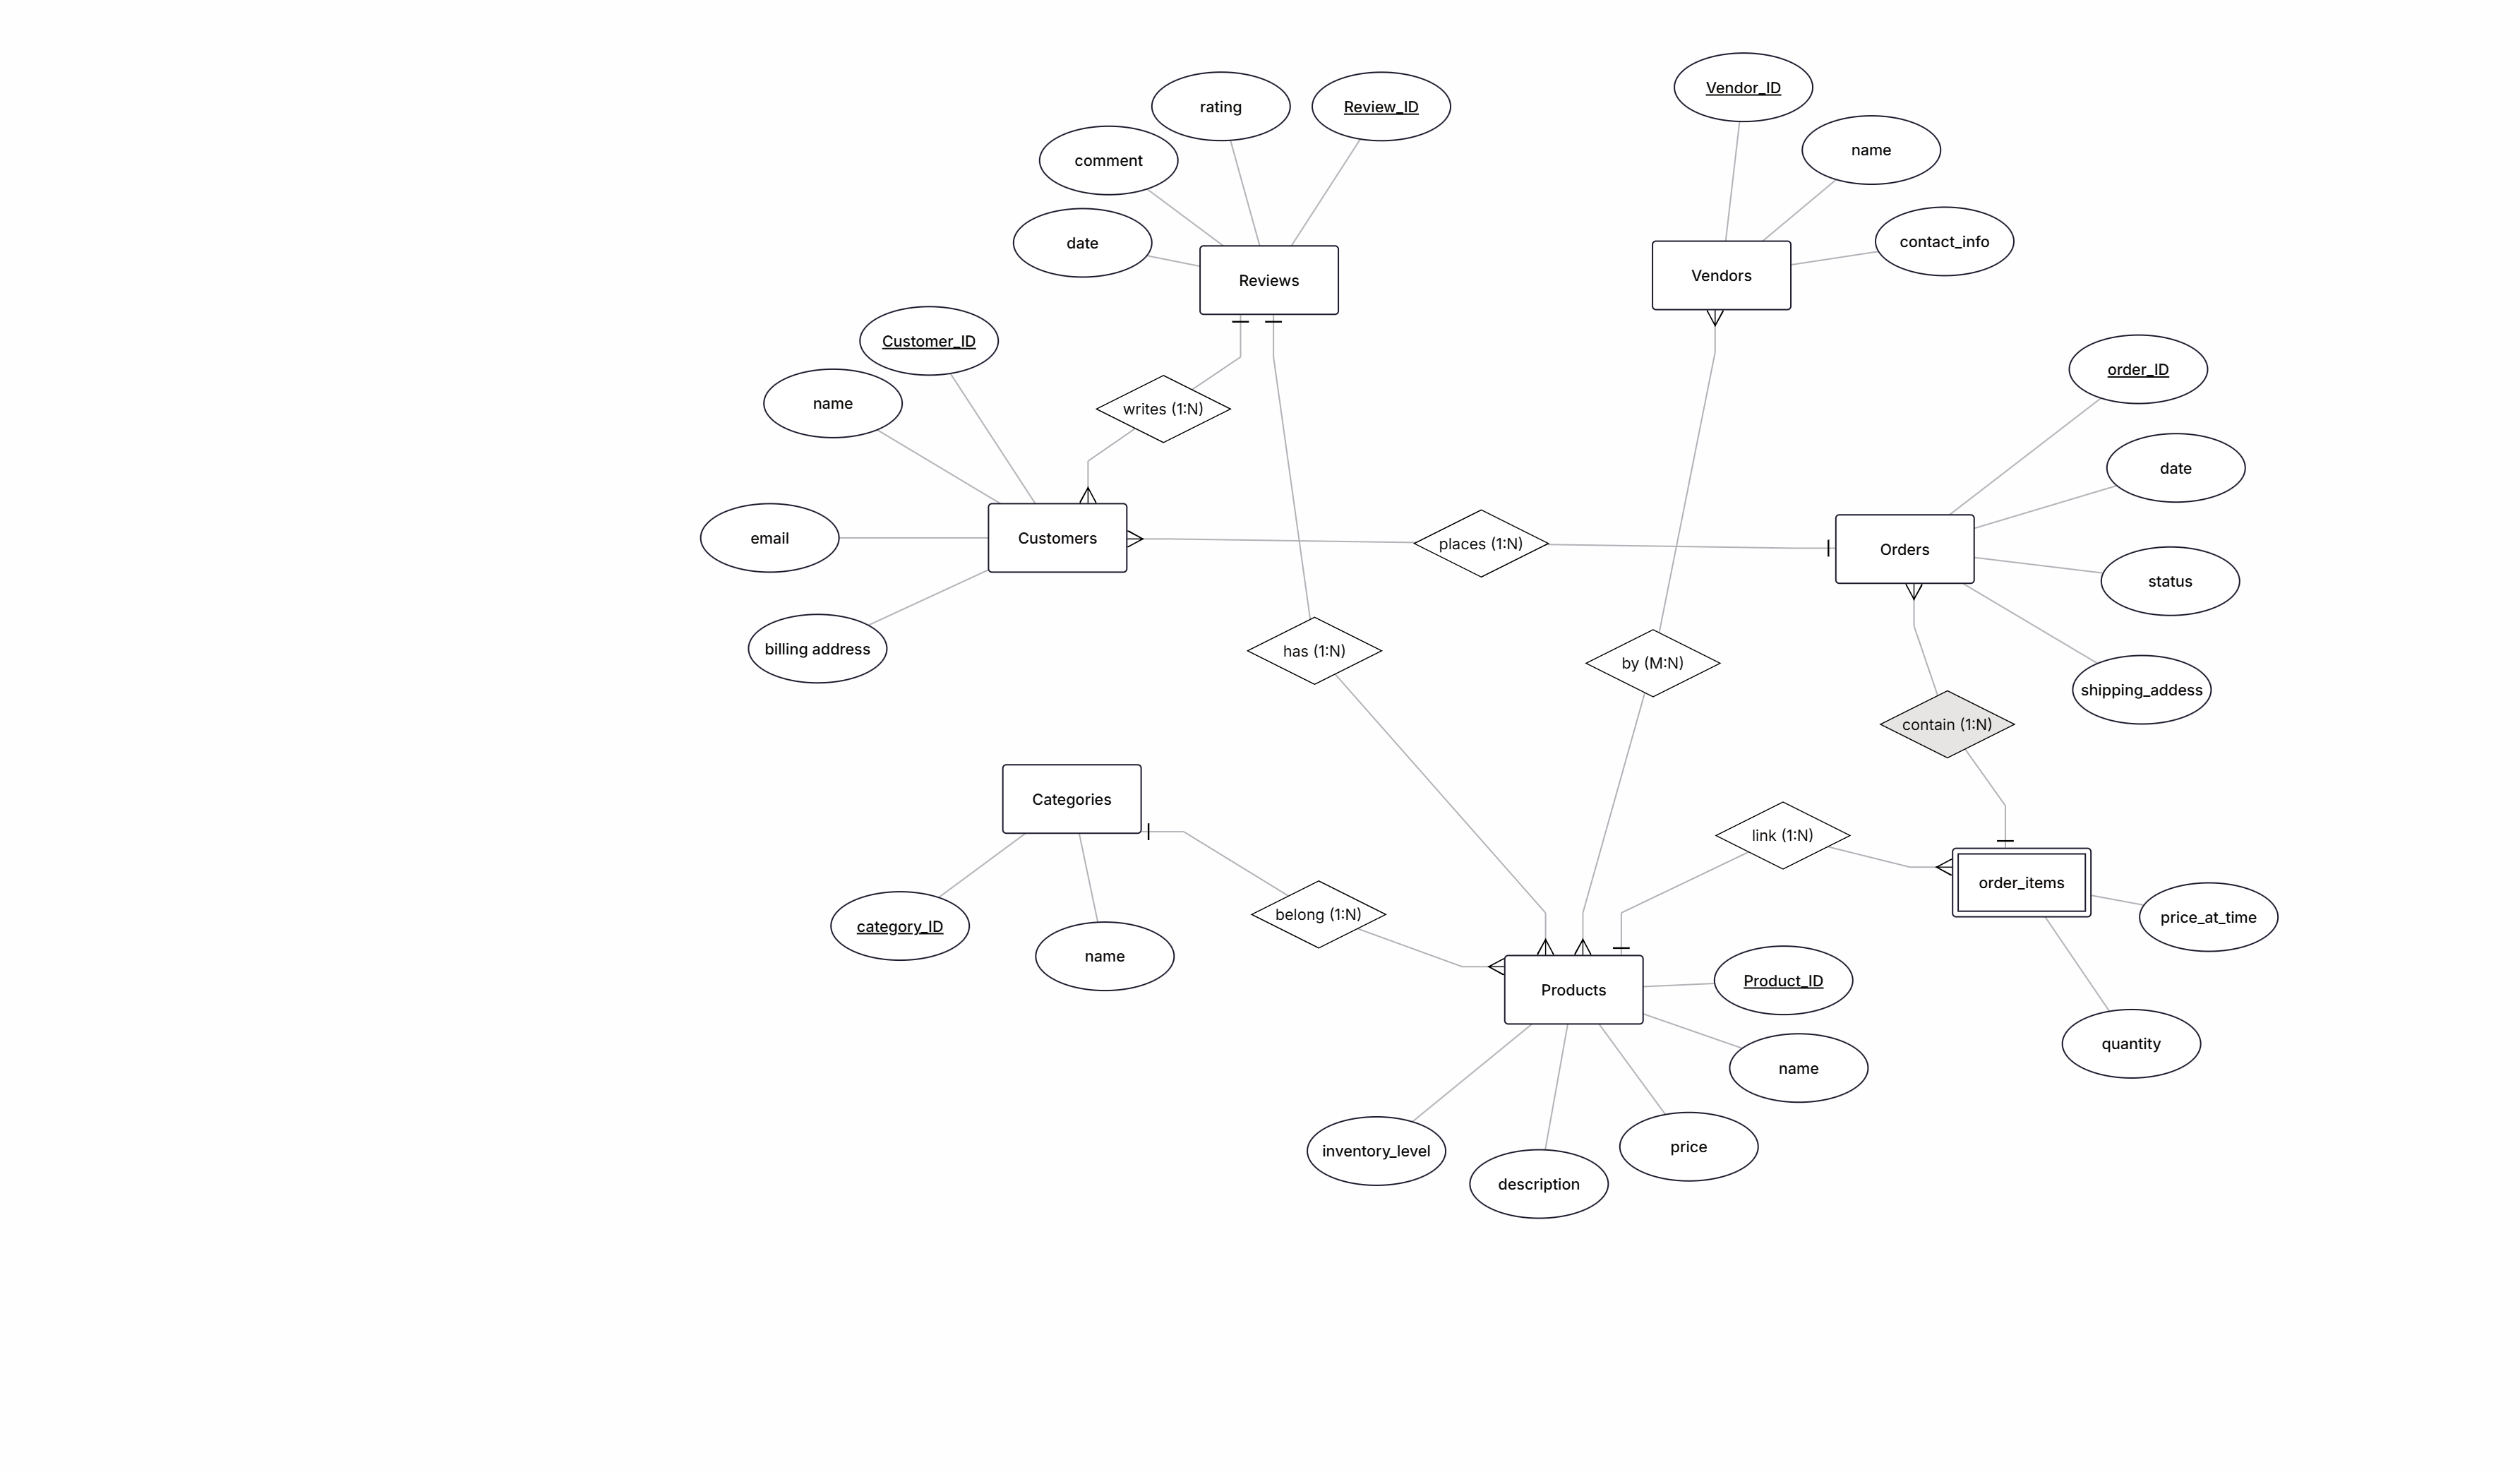 Vendor_ID
rating
Review_ID
name
comment
date
contact_info
Reviews
Vendors
Customer_ID
order_ID
name
writes (1:N)
date
email
Customers
places (1:N)
Orders
status
billing address
has (1:N)
by (M:N)
shipping_addess
contain (1:N)
Categories
link (1:N)
order_items
belong (1:N)
price_at_time
category_ID
name
Products
Product_ID
quantity
name
inventory_level
price
description